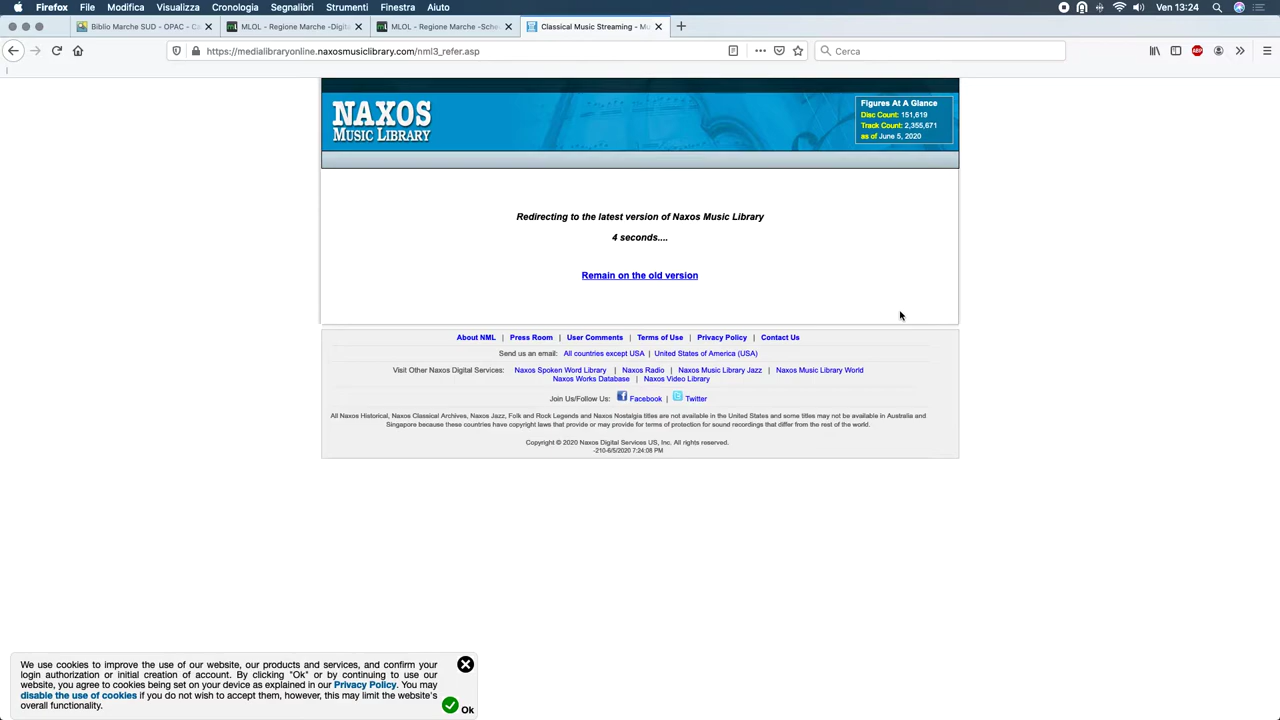 Firefox File Modifica Visualizza Cronologia Segnalibri Strumenti Finestra Aiuto Ven 13:24
Biblio Marche SUD - OPAC - Ca MLOL - Regione Marche -Digita MLOL - Regione Marche -Sched Classical Music Streaming - Mu
https://medialibraryonline.naxosmusiclibrary.com/nml3_refer.asp Cerca ABP
NAXOS
MUSIC LIBRARY
Figures At A Glance
Disc Count: 151,619
Track Count: 2,355,671
as of June 5, 2020
Redirecting to the latest version of Naxos Music Library
4 seconds....
Remain on the old version
About NML | Press Room | User Comments | Terms of Use | Privacy Policy | Contact Us
Send us an email: All countries except USA | United States of America (USA)
Visit Other Naxos Digital Services: Naxos Spoken Word Library | Naxos Radio | Naxos Music Library Jazz | Naxos Music Library World
Naxos Works Database | Naxos Video Library
Join Us/Follow Us: Facebook | Twitter
All Naxos Historical, Naxos Classical Archives, Naxos Jazz, Folk and Rock Legends and Naxos Nostalgia titles are not available in the United States and some titles may not be available in Australia and
Singapore because these countries have copyright laws that provide or may provide for terms of protection for sound recordings that differ from the rest of the world.
Copyright © 2020 Naxos Digital Services US, Inc. All rights reserved.
-210-6/5/2020 7:24:08 PM
We use cookies to improve the use of our website, our products and services, and confirm your
login authorization or initial creation of account. By clicking "Ok" or by continuing to use our
website, you agree to cookies being set on your device as explained in our Privacy Policy. You may
disable the use of cookies if you do not wish to accept them, however, this may limit the website's
overall functionality.
Ok